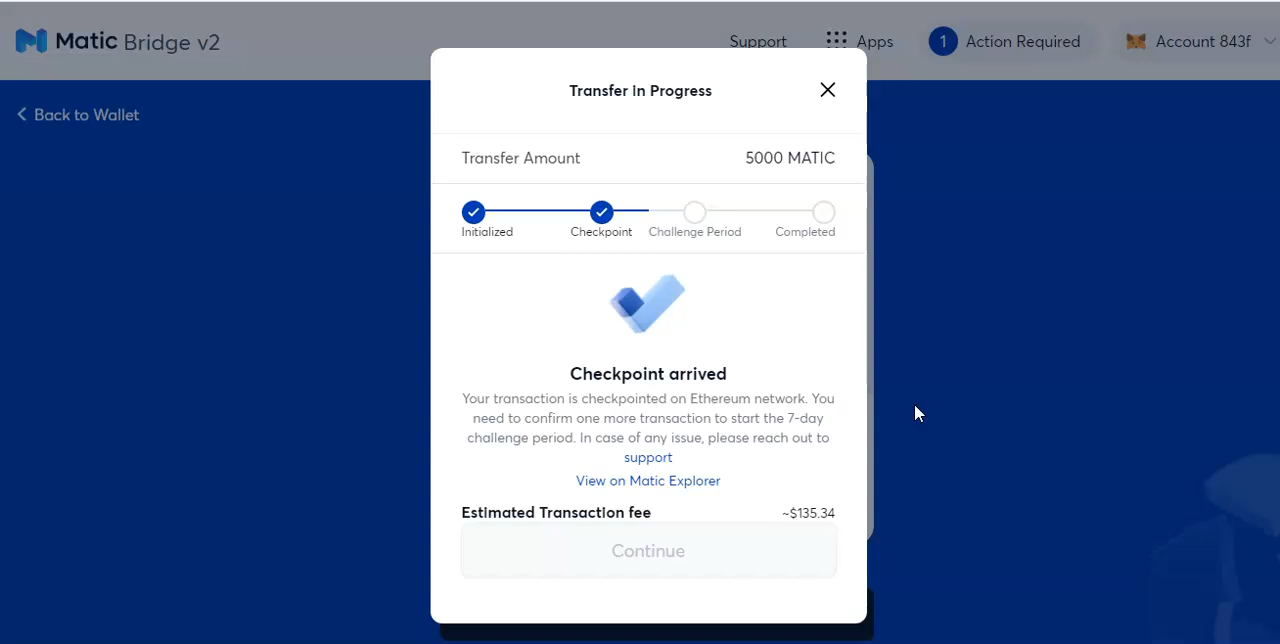 Matic Bridge v2
Support
Apps
1
Action Required
Account 843f
Back to Wallet
Transfer In Progress
Transfer Amount
5000 MATIC
Initialized
Checkpoint
Challenge Period
Completed
Checkpoint arrived
Your transaction is checkpointed on Ethereum network. You
need to confirm one more transaction to start the 7-day
challenge period. In case of any issue, please reach out to
support
View on Matic Explorer
Estimated Transaction fee
~$135.34
Continue